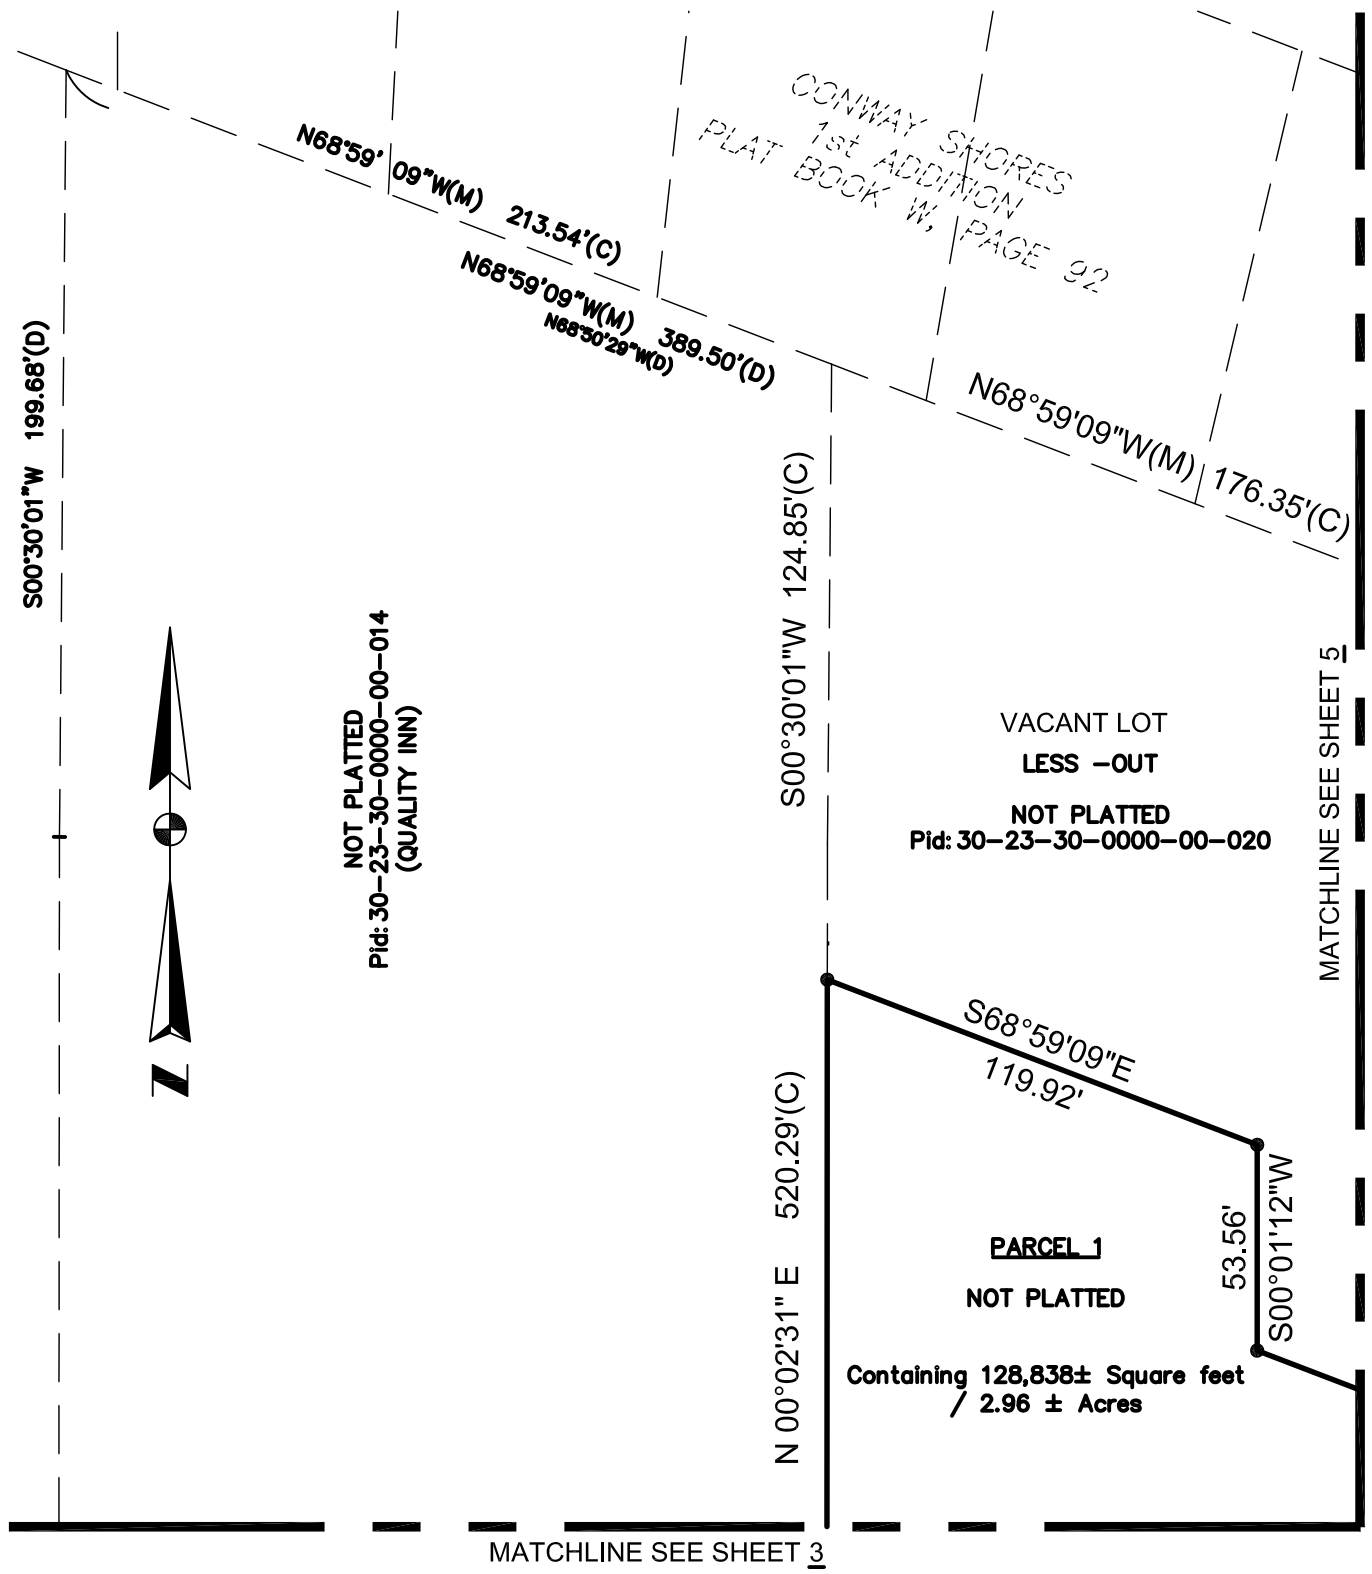 CONWAY SHORES
1st ADDITION
PLAT BOOK W, PAGE 92
N68°59' 09"W(M) 213.54'(C)
N68°59'09"W(M) 389.50'(D)
N68°50'29"W(D)
N68°59'09"W(M) 176.35'(C)
S00°30'01"W 199.68'(D)
S00°30'01"W 124.85'(C)
NOT PLATTED
Pid: 30-23-30-0000-00-014
(QUALITY INN)
VACANT LOT
LESS -OUT
NOT PLATTED
Pid: 30-23-30-0000-00-020
MATCHLINE SEE SHEET 5
N
S68°59'09"E
119.92'
N 00°02'31" E 520.29'(C)
53.56'
S00°01'12"W
PARCEL 1
NOT PLATTED
Containing 128,838± Square feet
/ 2.96 ± Acres
MATCHLINE SEE SHEET 3